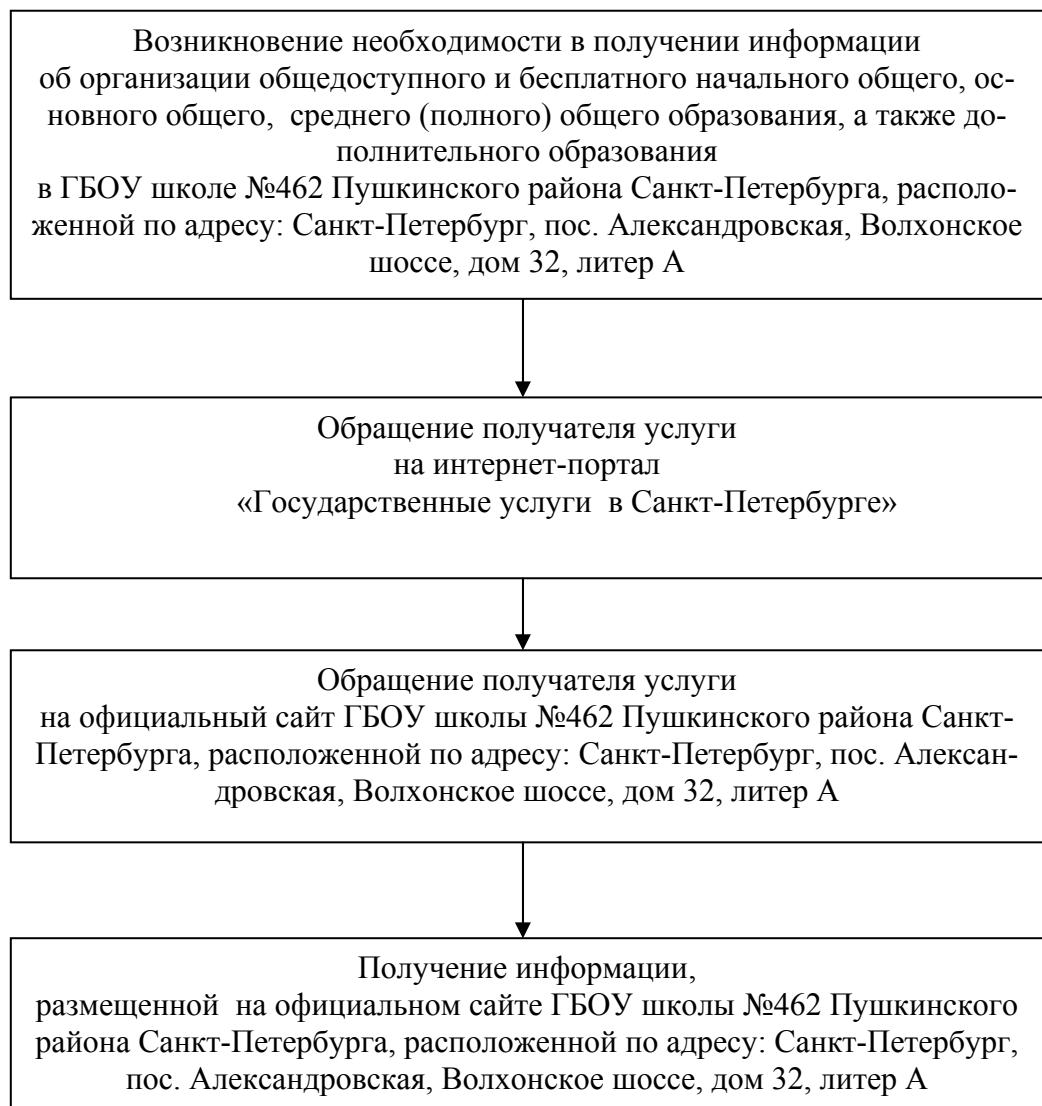 Возникновение необходимости в получении информации
об организации общедоступного и бесплатного начального общего, ос-
новного общего,  среднего (полного) общего образования, а также до-
полнительного образования
в ГБОУ школе №462 Пушкинского района Санкт-Петербурга, располо-
женной по адресу: Санкт-Петербург, пос. Александровская, Волхонское
шоссе, дом 32, литер А
Обращение получателя услуги
на интернет-портал
«Государственные услуги  в Санкт-Петербурге»
Обращение получателя услуги
на официальный сайт ГБОУ школы №462 Пушкинского района Санкт-
Петербурга, расположенной по адресу: Санкт-Петербург, пос. Алексан-
дровская, Волхонское шоссе, дом 32, литер А
Получение информации,
размещенной  на официальном сайте ГБОУ школы №462 Пушкинского
района Санкт-Петербурга, расположенной по адресу: Санкт-Петербург,
пос. Александровская, Волхонское шоссе, дом 32, литер А